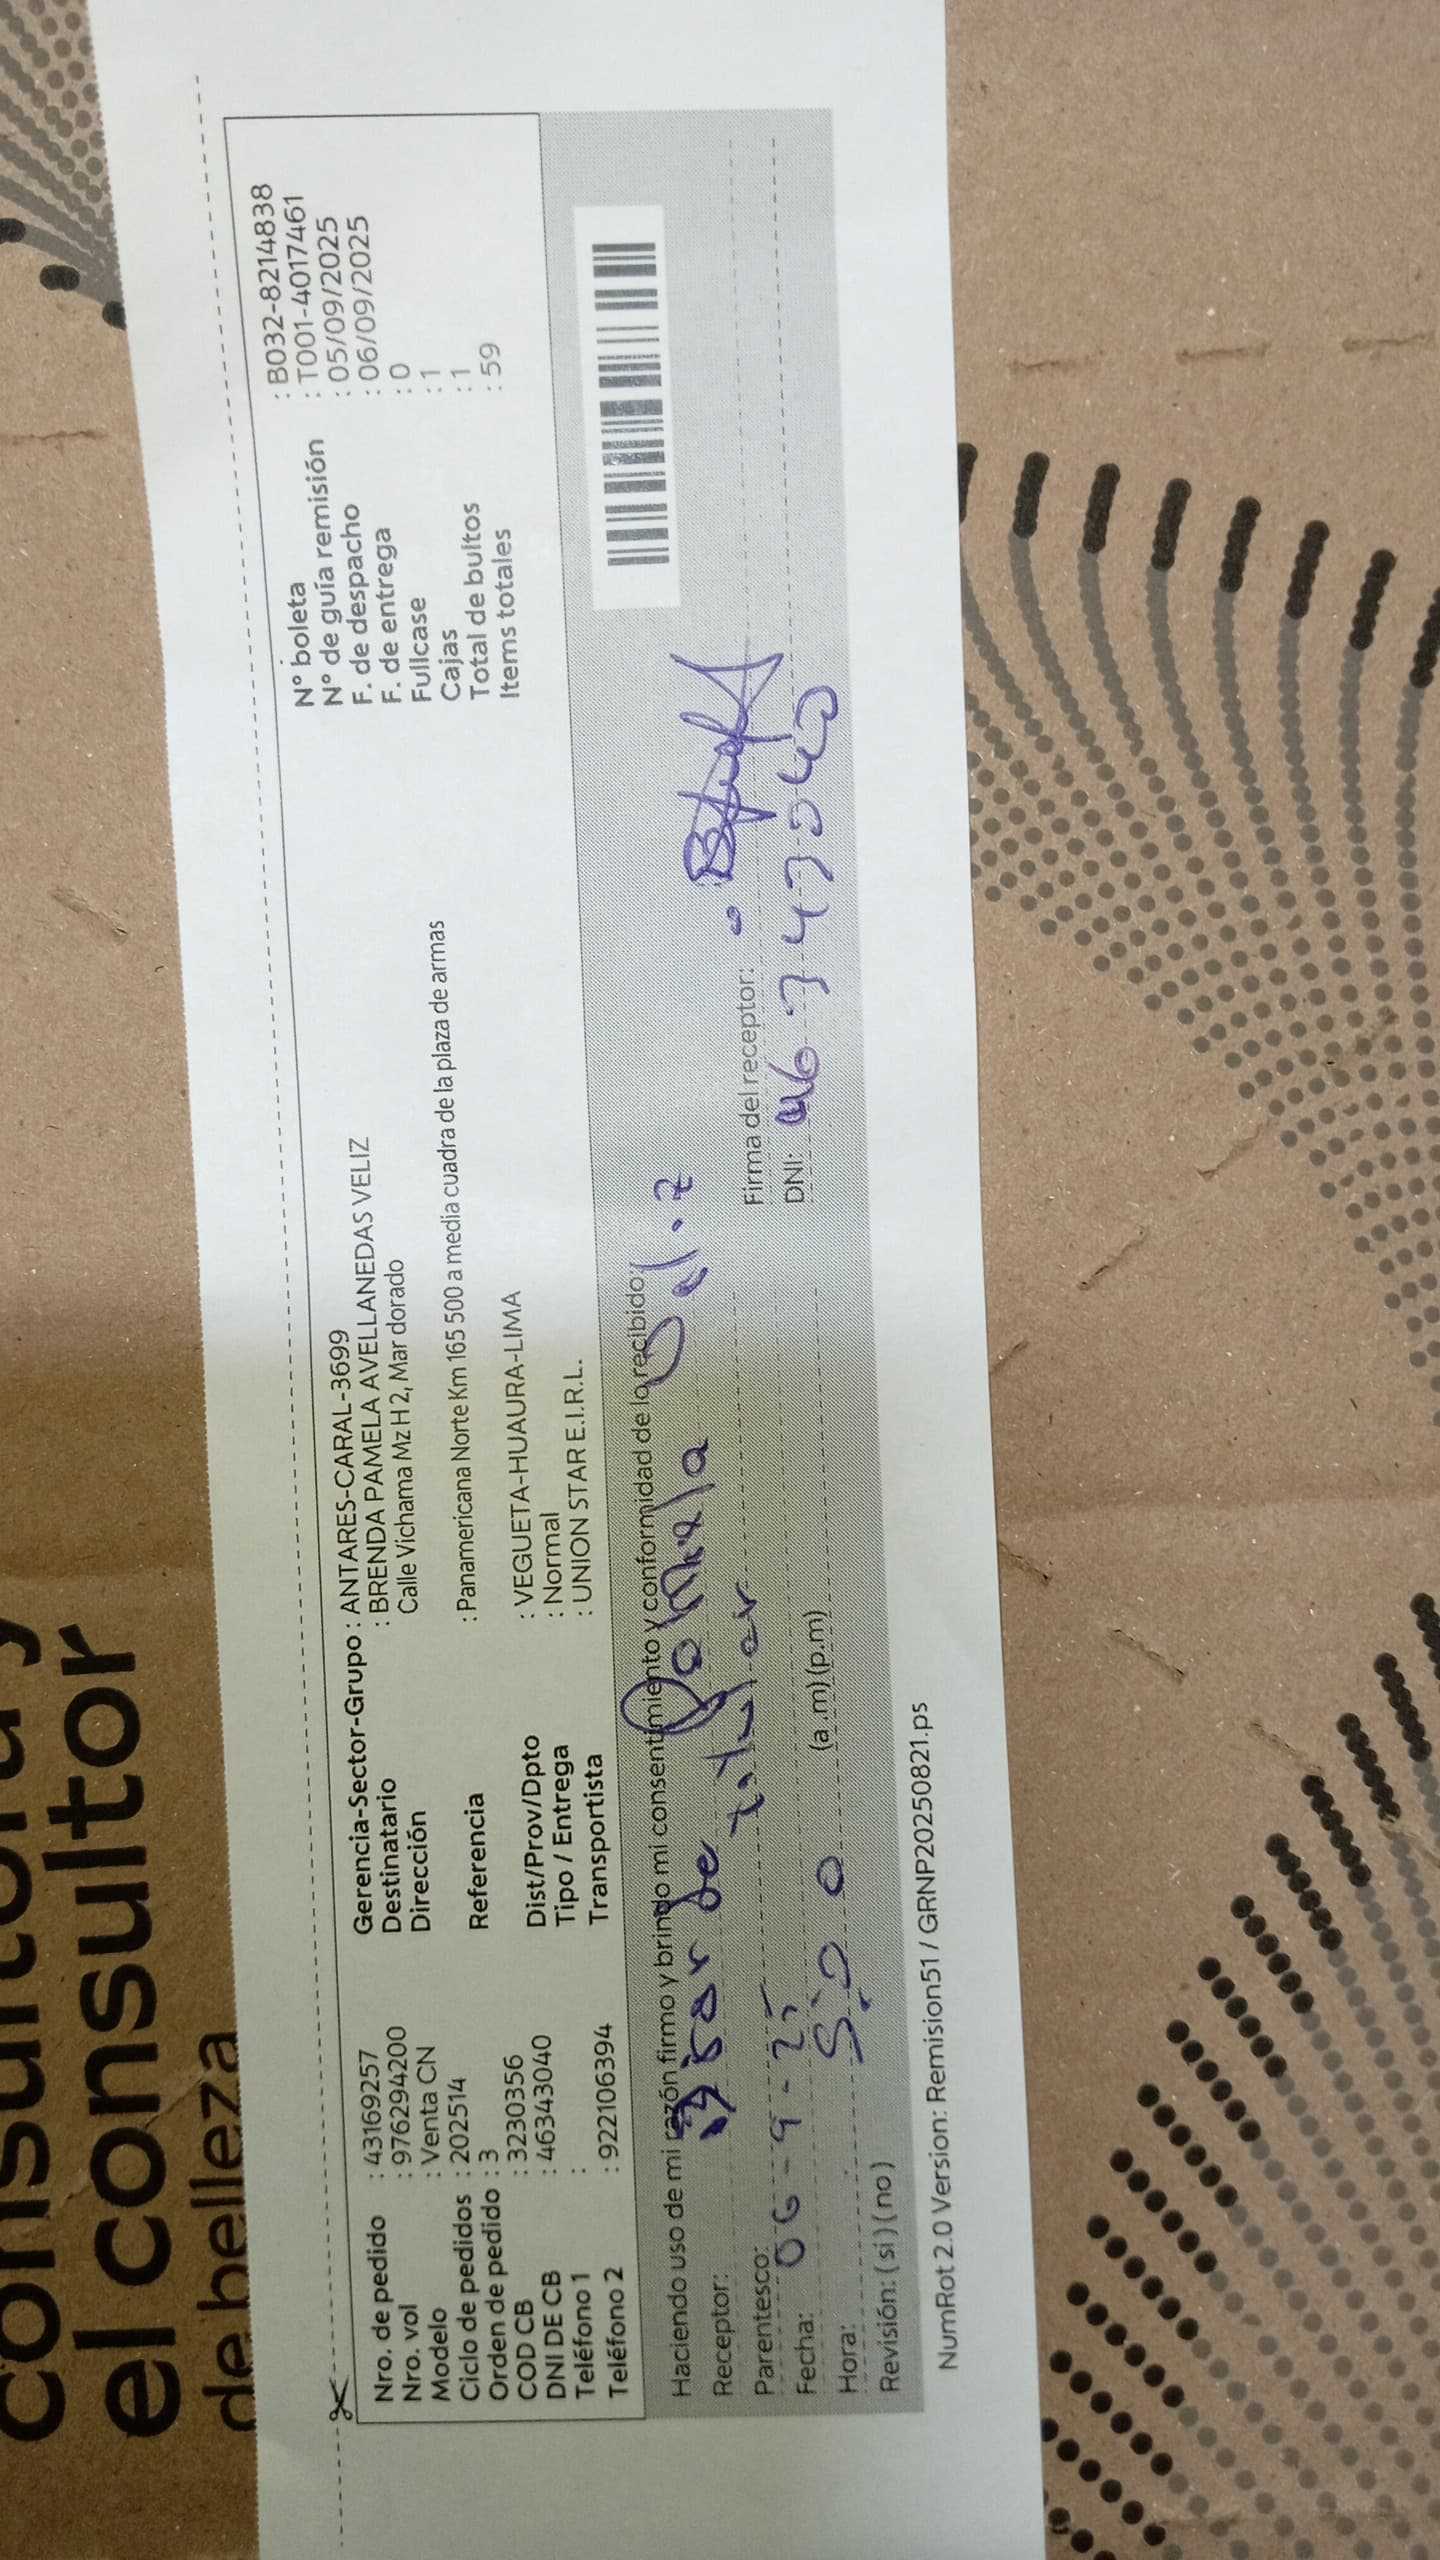 el consultor
de belleza
Nro. de pedido : 43169257
Nro. vol : 976294200
Modelo : Venta CN
Ciclo de pedidos : 202514
Orden de pedido : 3
COD CB : 3230356
DNI DE CB : 46343040
Teléfono 1 :
Teléfono 2 : 922106394
Gerencia-Sector-Grupo : ANTARES-CARAL-3699
Destinatario : BRENDA PAMELA AVELLANEDAS VELIZ
Dirección Calle Vichama Mz H 2, Mar dorado
Referencia : Panamericana Norte Km 165 500 a media cuadra de la plaza de armas
Dist/Prov/Dpto : VEGUETA-HUAURA-LIMA
Tipo / Entrega : Normal
Transportista : UNION STAR E.I.R.L.
N° boleta : B032-8214838
N° de guía remisión : T001-4017461
F. de despacho : 05/09/2025
F. de entrega : 06/09/2025
Fullcase : 0
Cajas : 1
Total de bultos : 1
Items totales : 59
Haciendo uso de mi razón firmo y brindo mi consentimiento y conformidad de lo recibido:
Receptor:
Parentesco: titular
Fecha: 06-9-25
Hora: (a.m) (p.m)
Revisión: ( si ) ( no )
Firma del receptor:
DNI: 46343040
NumRot 2.0 Version: Remision51 / GRNP20250821.ps